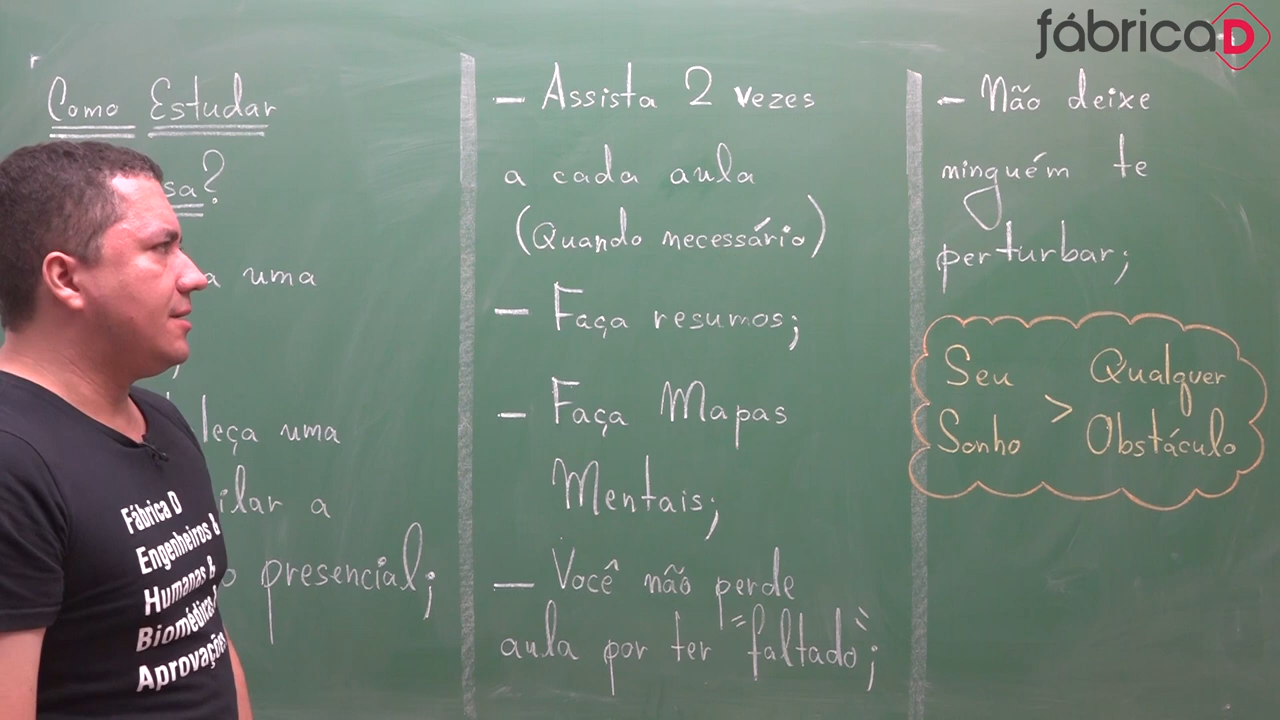 fábricaD
Como Estudar
sa?
a uma
leça uma
ilar a
o presencial;
- Assista 2 vezes
a cada aula
(Quando necessário)
- Faça resumos;
- Faça Mapas
Mentais;
- Você não perde
aula por ter "faltado";
- Não deixe
ninguém te
perturbar;
Seu Sonho > Qualquer Obstáculo
Fábrica D
Engenheiros &
Humanas &
Biomédicas &
Aprovações